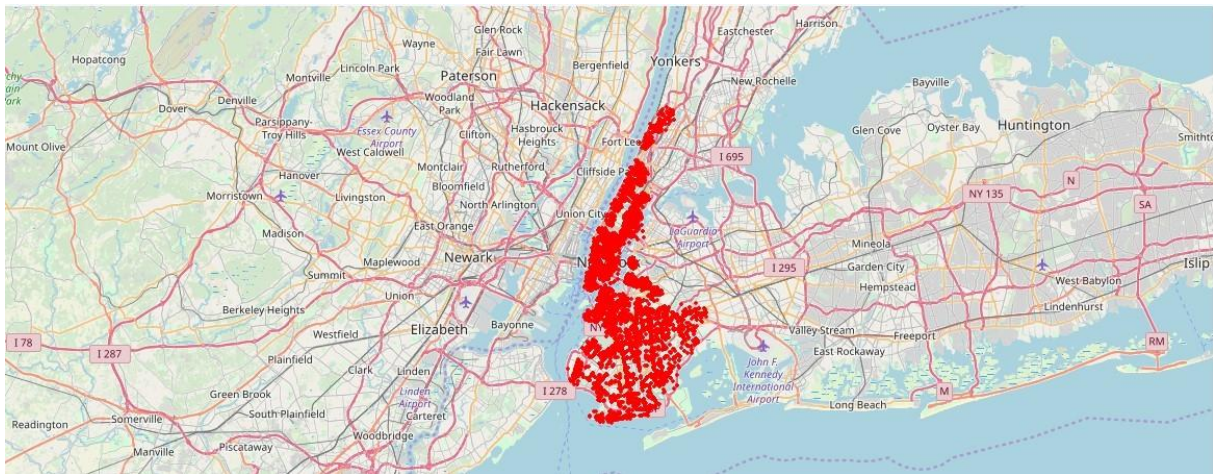 Hopatcong
Wayne
Glen Rock
Fair Lawn
Bergenfield
Yonkers
Eastchester
Harrison
Lincoln Park
Montville
Paterson
New Rochelle
Bayville
Dover
Denville
Parsippany-
Troy Hills
Woodland
Park
Hackensack
Essex County
Airport
Clifton
Hasbrouck
Heights
Fort Lee
Glen Cove
Oyster Bay
Huntington
Smithto
Mount Olive
West Caldwell
Montclair
Rutherford
Cliffside Pa
I 695
Hanover
Livingston
Bloomfield
North Arlington
NY 135
N
SA
Morristown
East Orange
Union City
LaGuardia
Airport
Madison
Maplewood
Newark
I 295
Mineola
Garden City
Hempstead
West Babylon
Islip
Summit
Union
Berkeley Heights
Elizabeth
Bayonne
NY
Valley Stream
Freeport
Lindenhurst
I 78
I 287
Westfield
Plainfield
Clark
Linden
East Rockaway
John F.
Kennedy
International
Airport
RM
Green Brook
Linden
Airport
I 278
Long Beach
M
Somerville
South Plainfield
Carteret
Readington
Manville
Piscataway
Woodbridge